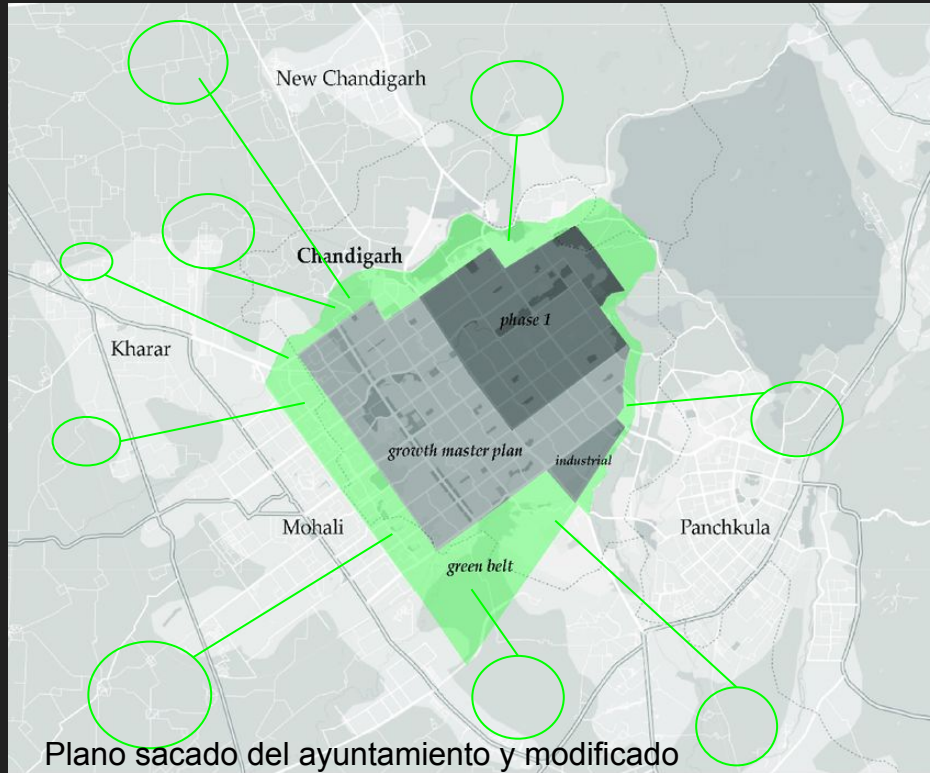 New Chandigarh
Chandigarh
phase 1
Kharar
growth master plan
industrial
Mohali
Panchkula
green belt
Plano sacado del ayuntamiento y modificado